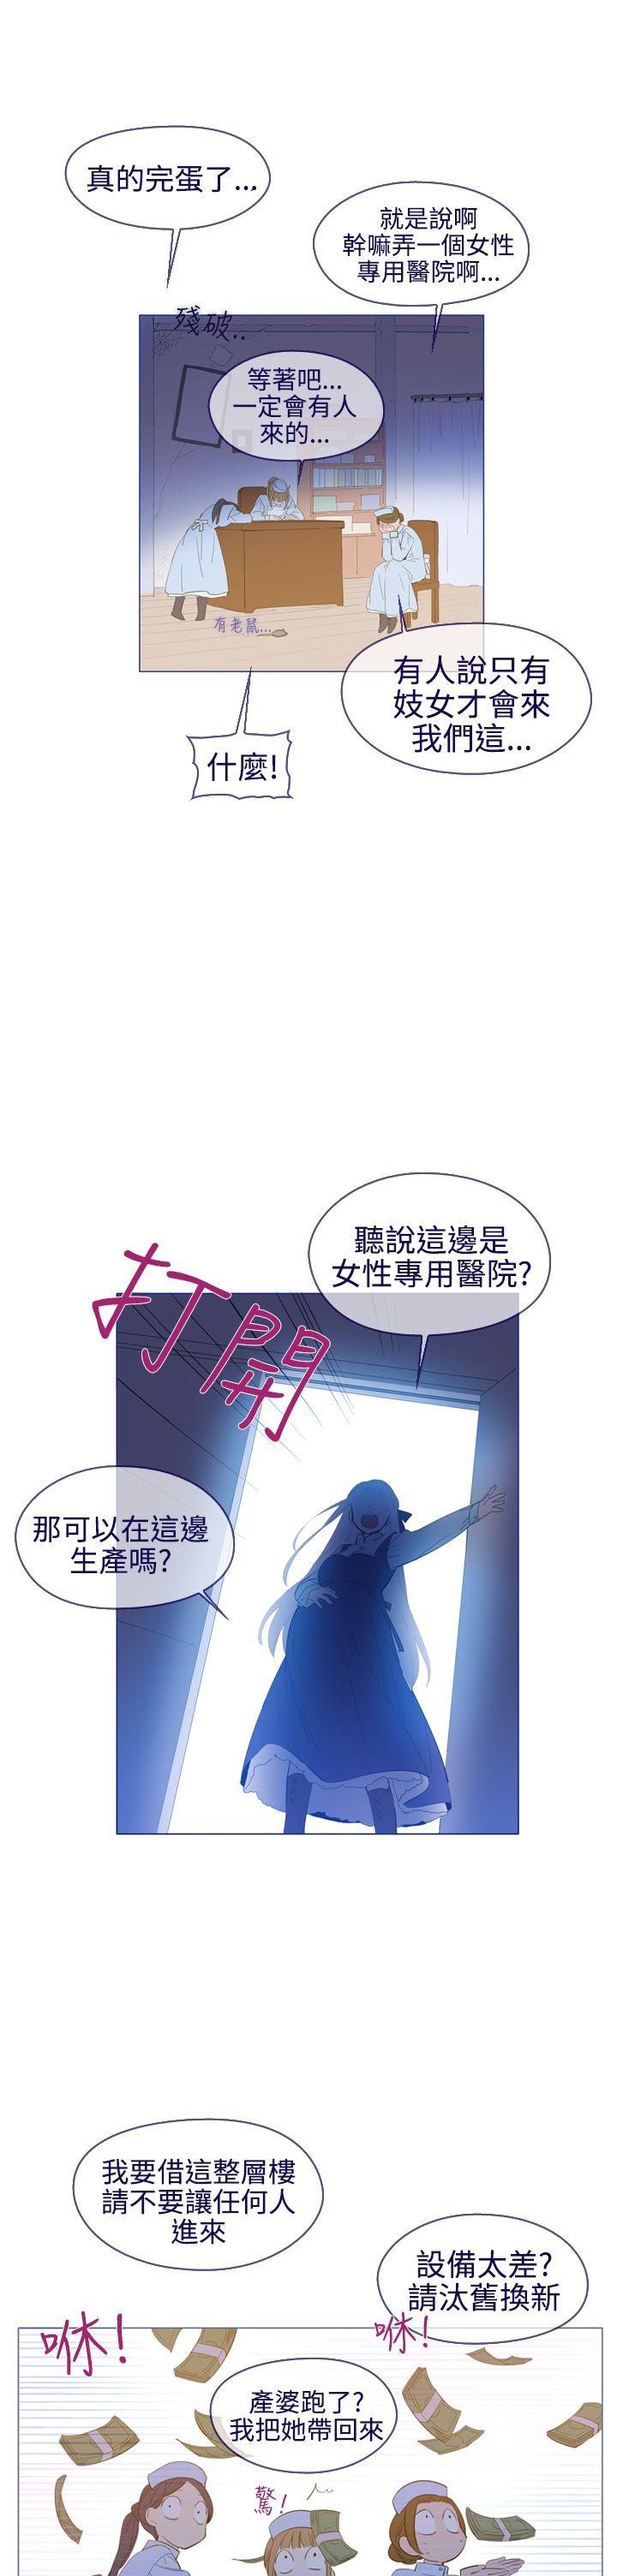 真的完蛋了...
就是說啊
幹嘛弄一個女性
專用醫院啊...
殘破..
等著吧...
一定會有人
來的...
有老鼠...
有人說只有
妓女才會來
我們這...
什麼!
聽說這邊是
女性專用醫院?
打開
那可以在這邊
生產嗎?
我要借這整層樓
請不要讓任何人
進來
設備太差?
請汰舊換新
咻!
咻!
產婆跑了?
我把她帶回來
驚!